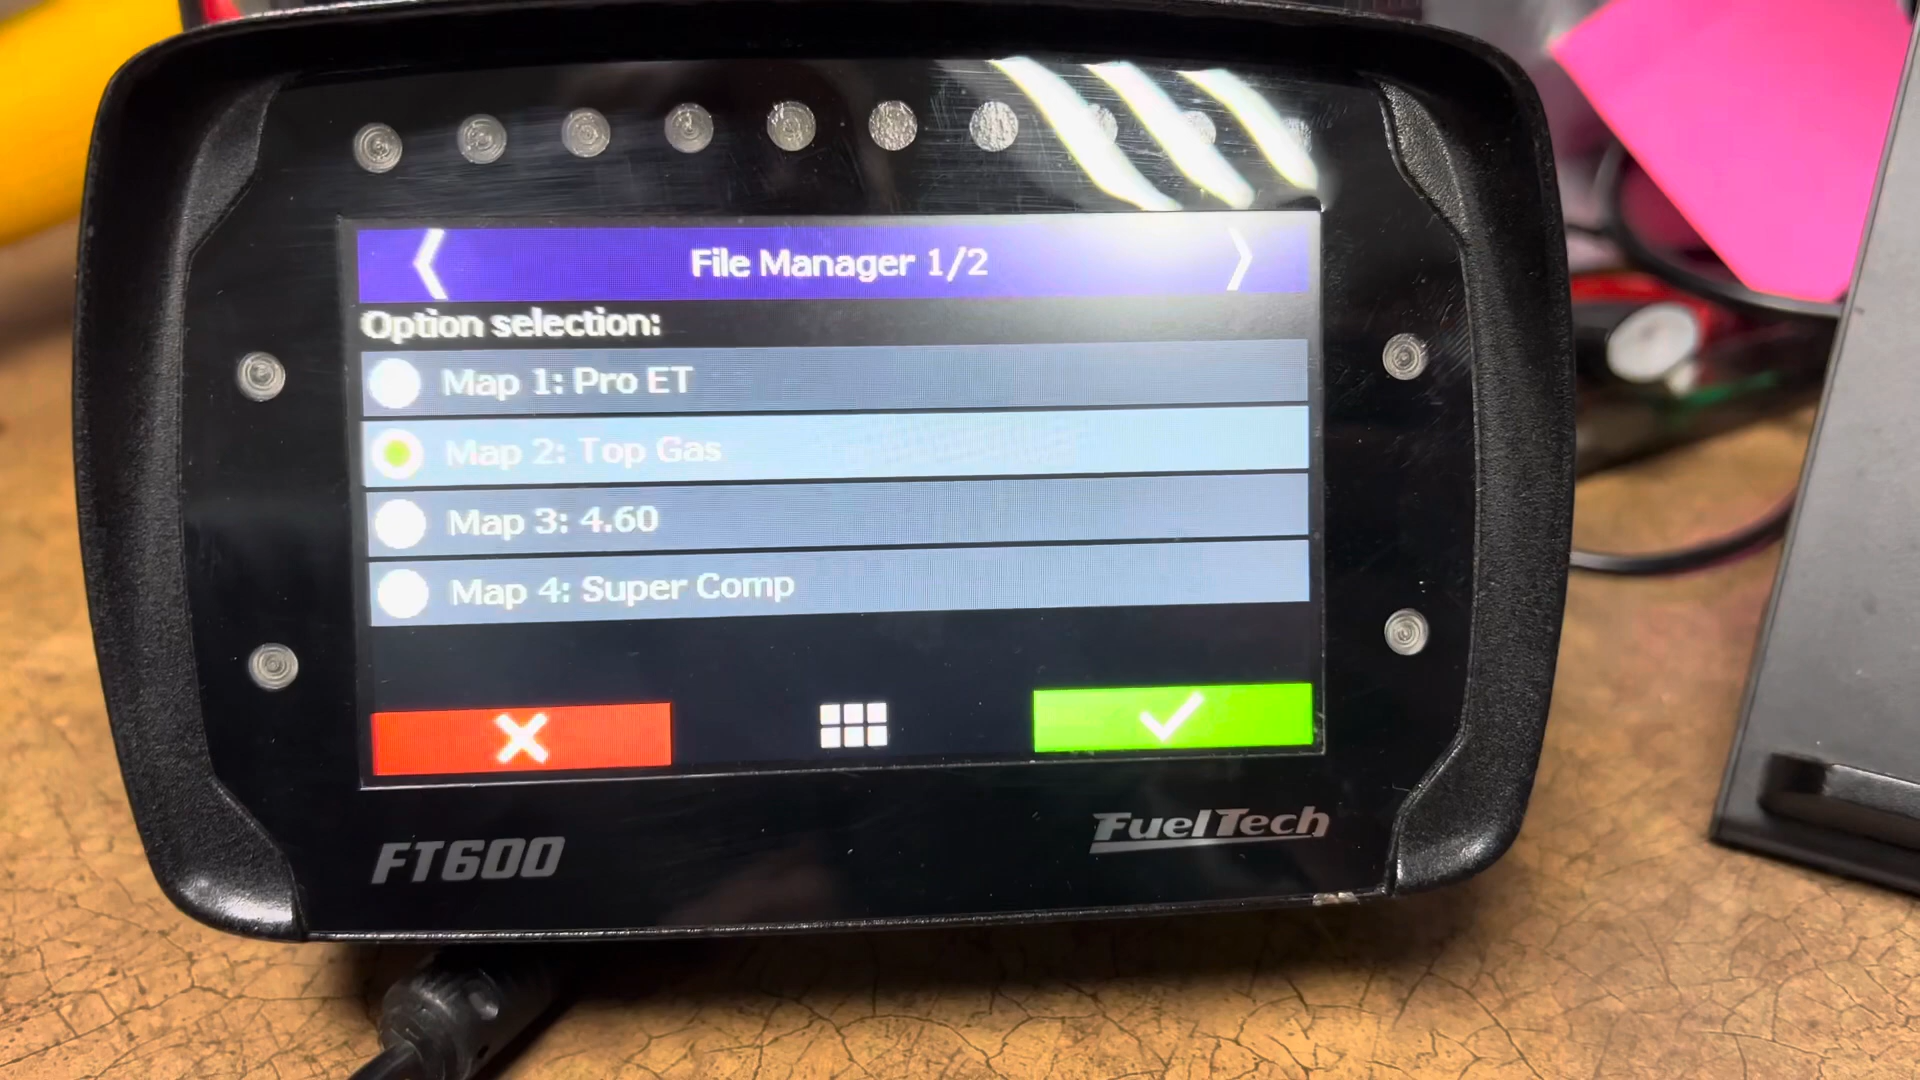 File Manager 1/2
Option selection:
Map 1: Pro ET
Map 2: Top Gas
Map 3: 4.60
Map 4: Super Comp
FT600
FuelTech